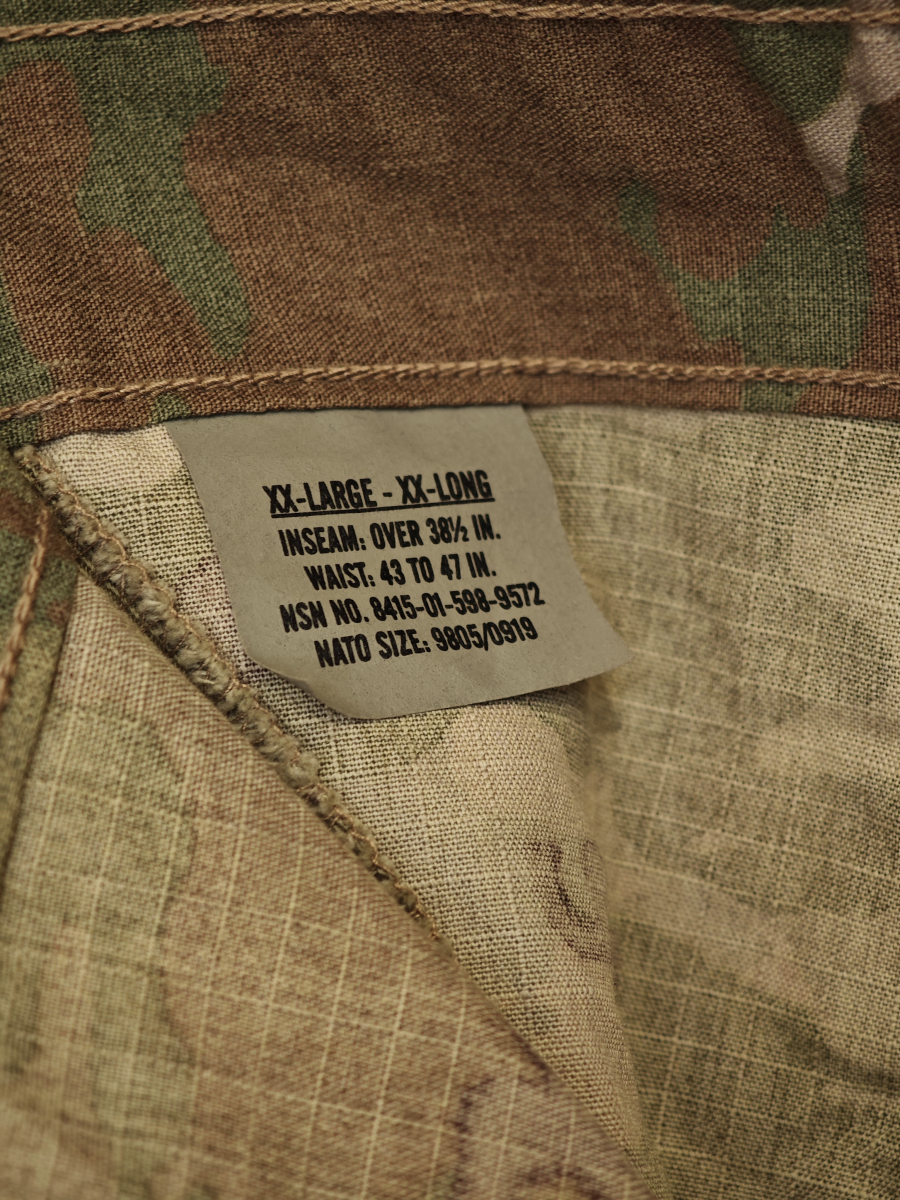 XX-LARGE - XX-LONG
INSEAM: OVER 38½ IN.
WAIST: 43 TO 47 IN.
NSN NO. 8415-01-598-9572
NATO SIZE: 9805/0919